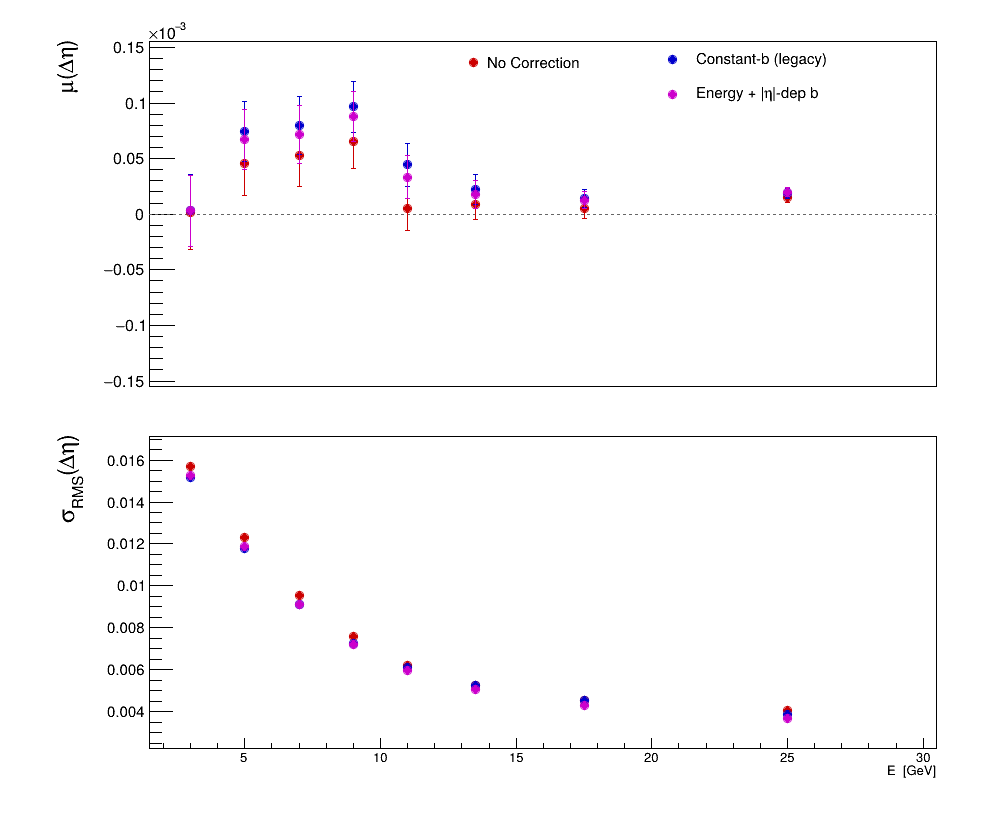 ×10⁻³
μ(Δη)
0.15
0.1
0.05
0
−0.05
−0.1
−0.15
No Correction
Constant-b (legacy)
Energy + |η|-dep b
σRMS(Δη)
0.016
0.014
0.012
0.01
0.008
0.006
0.004
5 10 15 20 25 30
E [GeV]